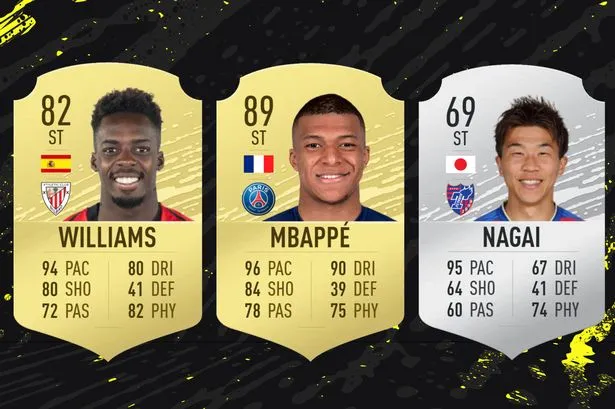 82
ST
WILLIAMS
94 PAC 80 DRI
80 SHO 41 DEF
72 PAS 82 PHY
89
ST
PARIS
MBAPPÉ
96 PAC 90 DRI
84 SHO 39 DEF
78 PAS 75 PHY
69
ST
NAGAI
95 PAC 67 DRI
64 SHO 41 DEF
60 PAS 74 PHY